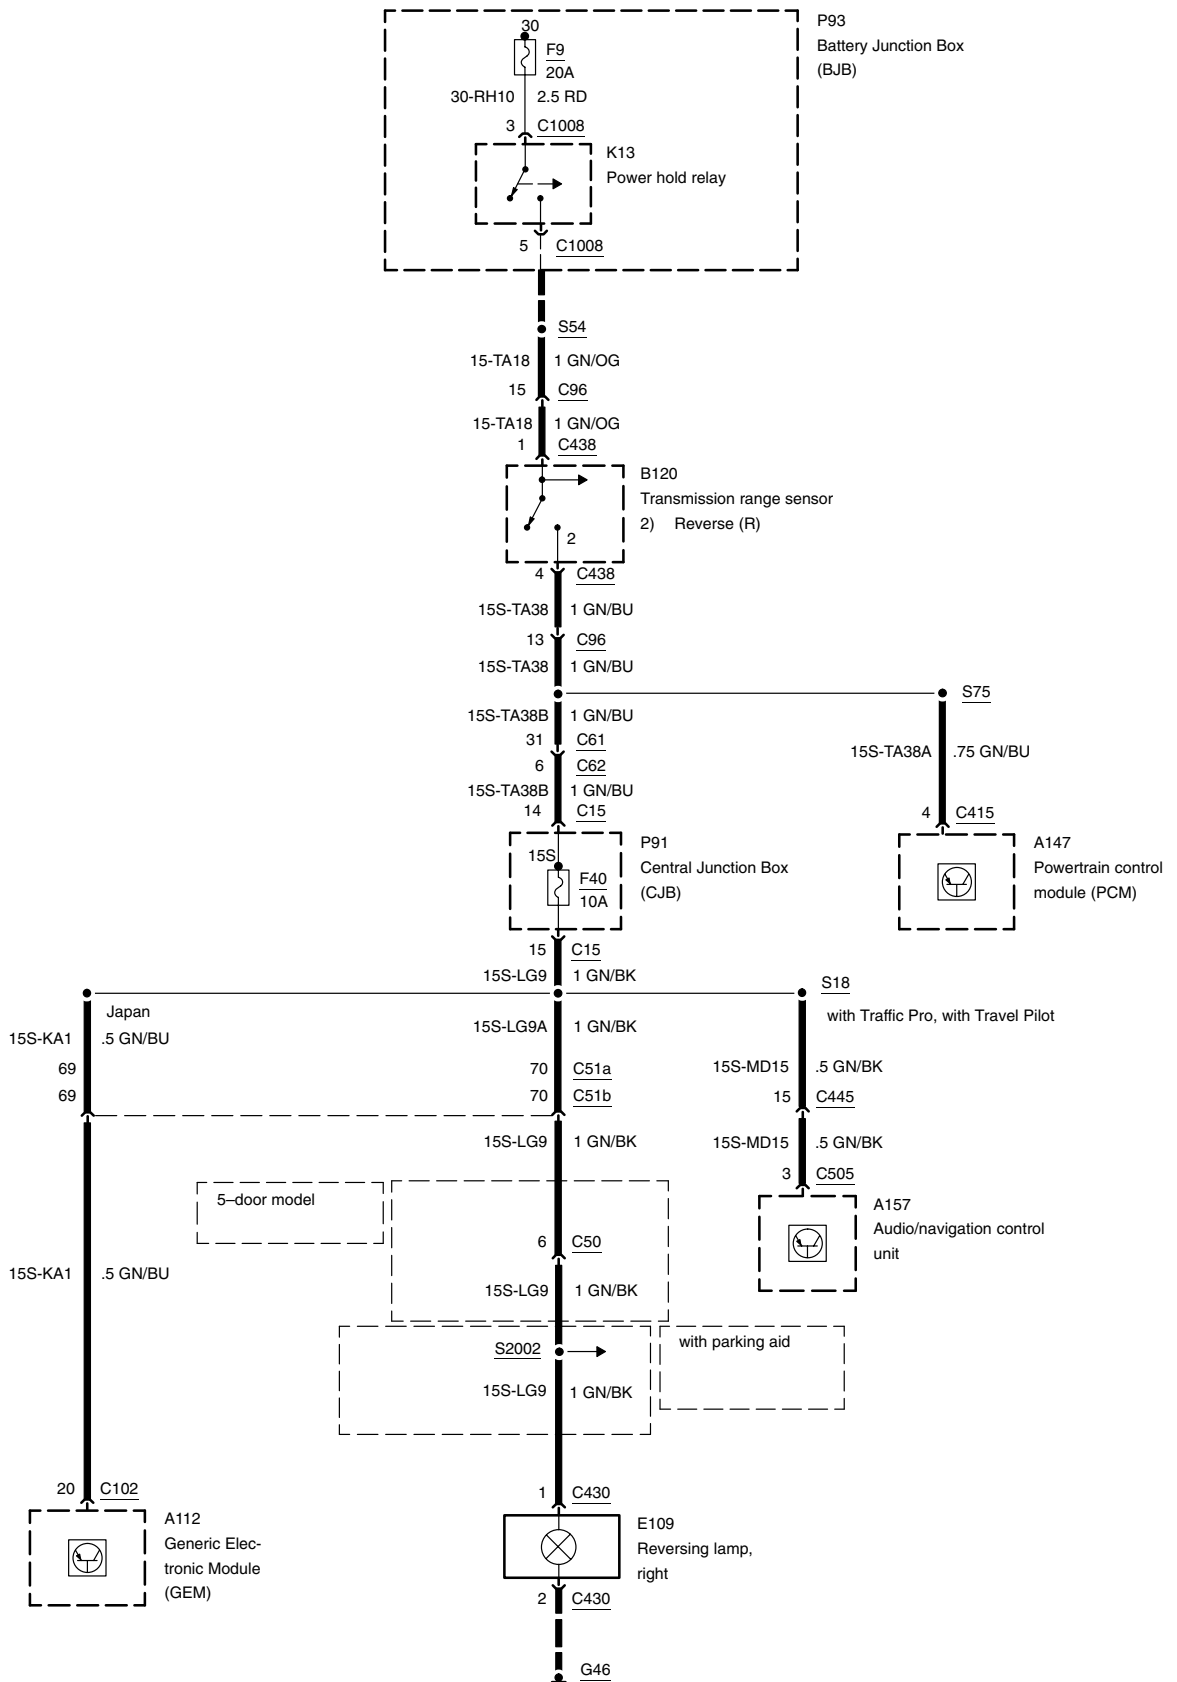 P93
30
Battery Junction Box
(BJB)
F9
20A
30-RH10 2.5 RD
3 C1008
K13
Power hold relay
5 C1008
S54
15-TA18 1 GN/OG
15 C96
15-TA18 1 GN/OG
1 C438
B120
Transmission range sensor
2) Reverse (R)
2
4 C438
15S-TA38 1 GN/BU
13 C96
15S-TA38 1 GN/BU
S75
15S-TA38B 1 GN/BU
31 C61
15S-TA38A .75 GN/BU
6 C62
15S-TA38B 1 GN/BU
14 C15
4 C415
P91
Central Junction Box
(CJB)
15S
F40
10A
A147
Powertrain control
module (PCM)
15 C15
15S-LG9 1 GN/BK
S18
Japan
with Traffic Pro, with Travel Pilot
15S-KA1 .5 GN/BU
15S-LG9A 1 GN/BK
69
70 C51a
15S-MD15 .5 GN/BK
69
70 C51b
15 C445
15S-LG9 1 GN/BK
15S-MD15 .5 GN/BK
3 C505
5–door model
A157
Audio/navigation control
unit
6 C50
15S-KA1 .5 GN/BU
15S-LG9 1 GN/BK
S2002
with parking aid
15S-LG9 1 GN/BK
20 C102
1 C430
A112
Generic Elec-
tronic Module
(GEM)
E109
Reversing lamp,
right
2 C430
G46